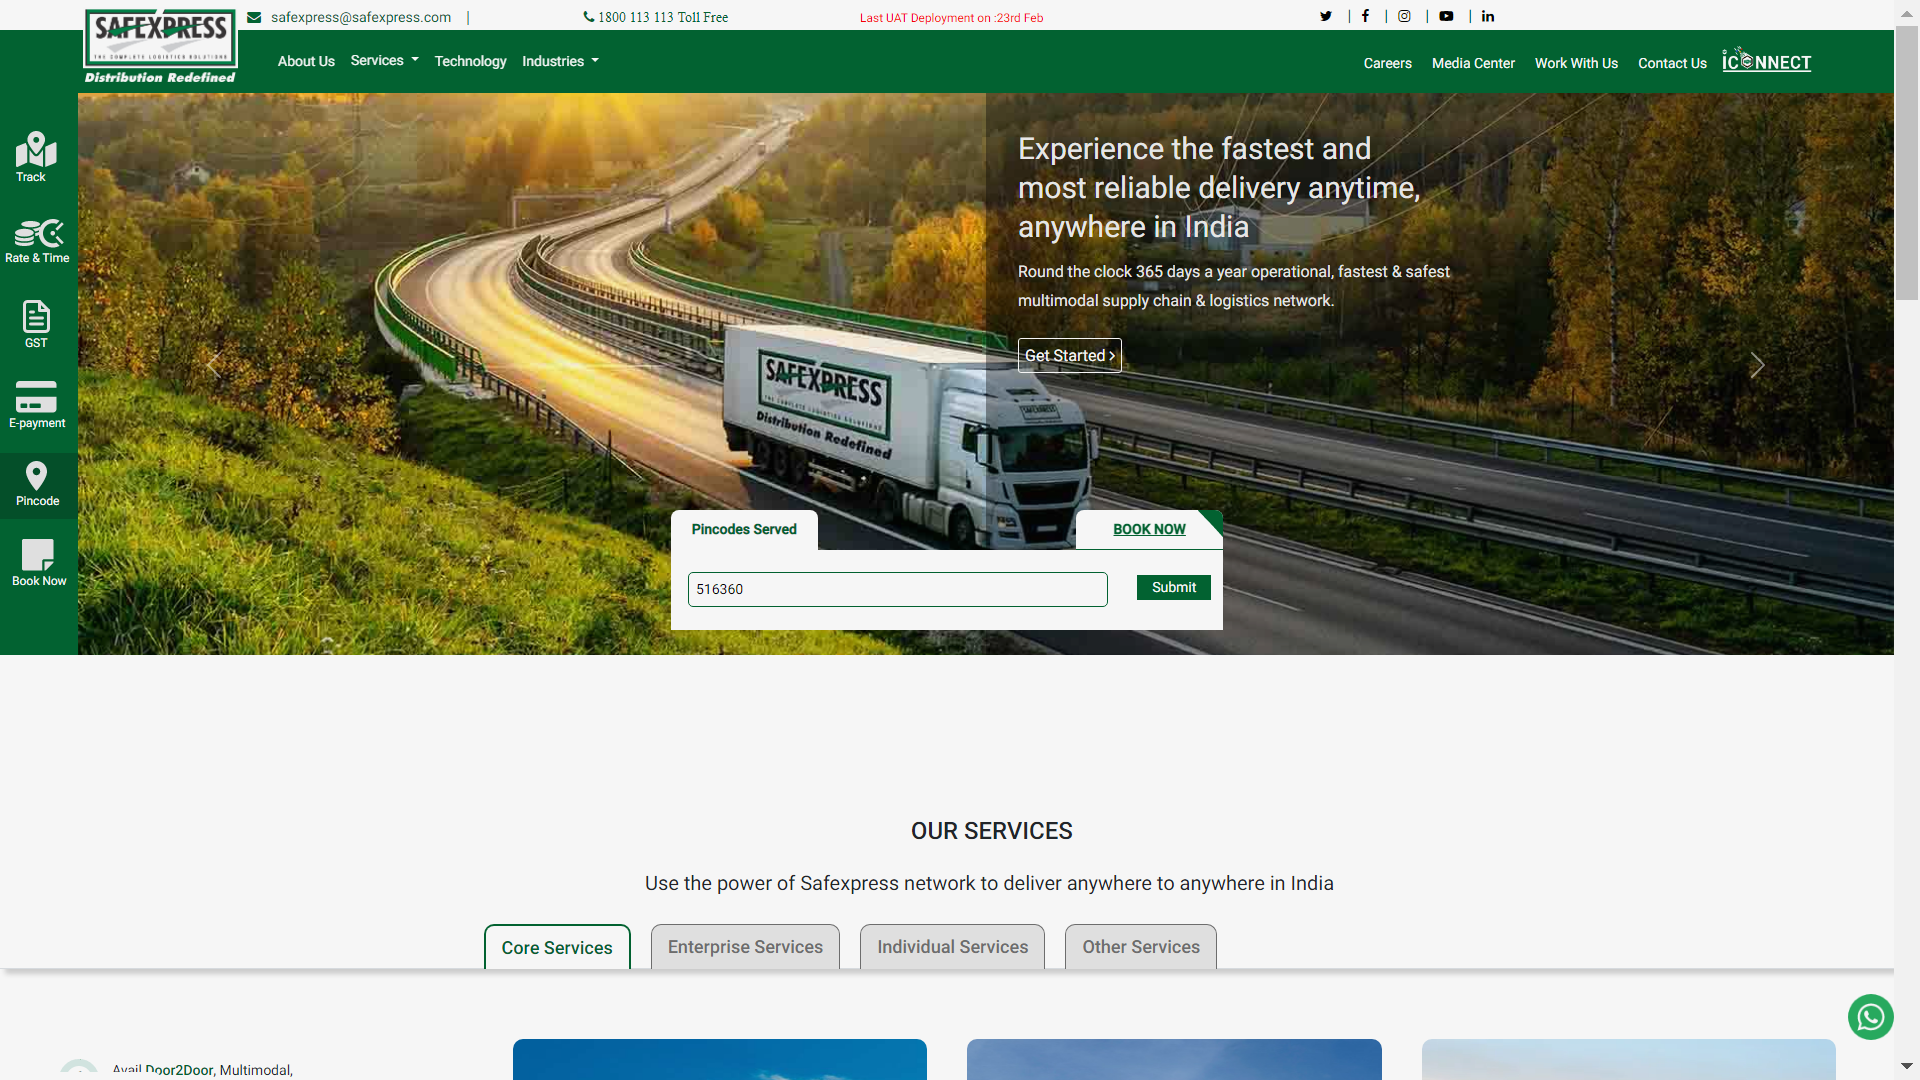 safexpress@safexpress.com
1800 113 113 Toll Free
Last UAT Deployment on :23rd Feb
SAFEXPRESS
THE COMPLETE LOGISTICS SOLUTIONS
Distribution Redefined
About Us
Services
Technology
Industries
Careers
Media Center
Work With Us
Contact Us
iCONNECT
Track
Rate & Time
GST
E-payment
Pincode
Book Now
Experience the fastest and
most reliable delivery anytime,
anywhere in India
Round the clock 365 days a year operational, fastest & safest
multimodal supply chain & logistics network.
Get Started
SAFEXPRESS
THE COMPLETE LOGISTICS SOLUTIONS
Distribution Redefined
SAFEXPRESS
Pincodes Served
BOOK NOW
516360
Submit
OUR SERVICES
Use the power of Safexpress network to deliver anywhere to anywhere in India
Core Services
Enterprise Services
Individual Services
Other Services
Avail Door2Door, Multimodal,